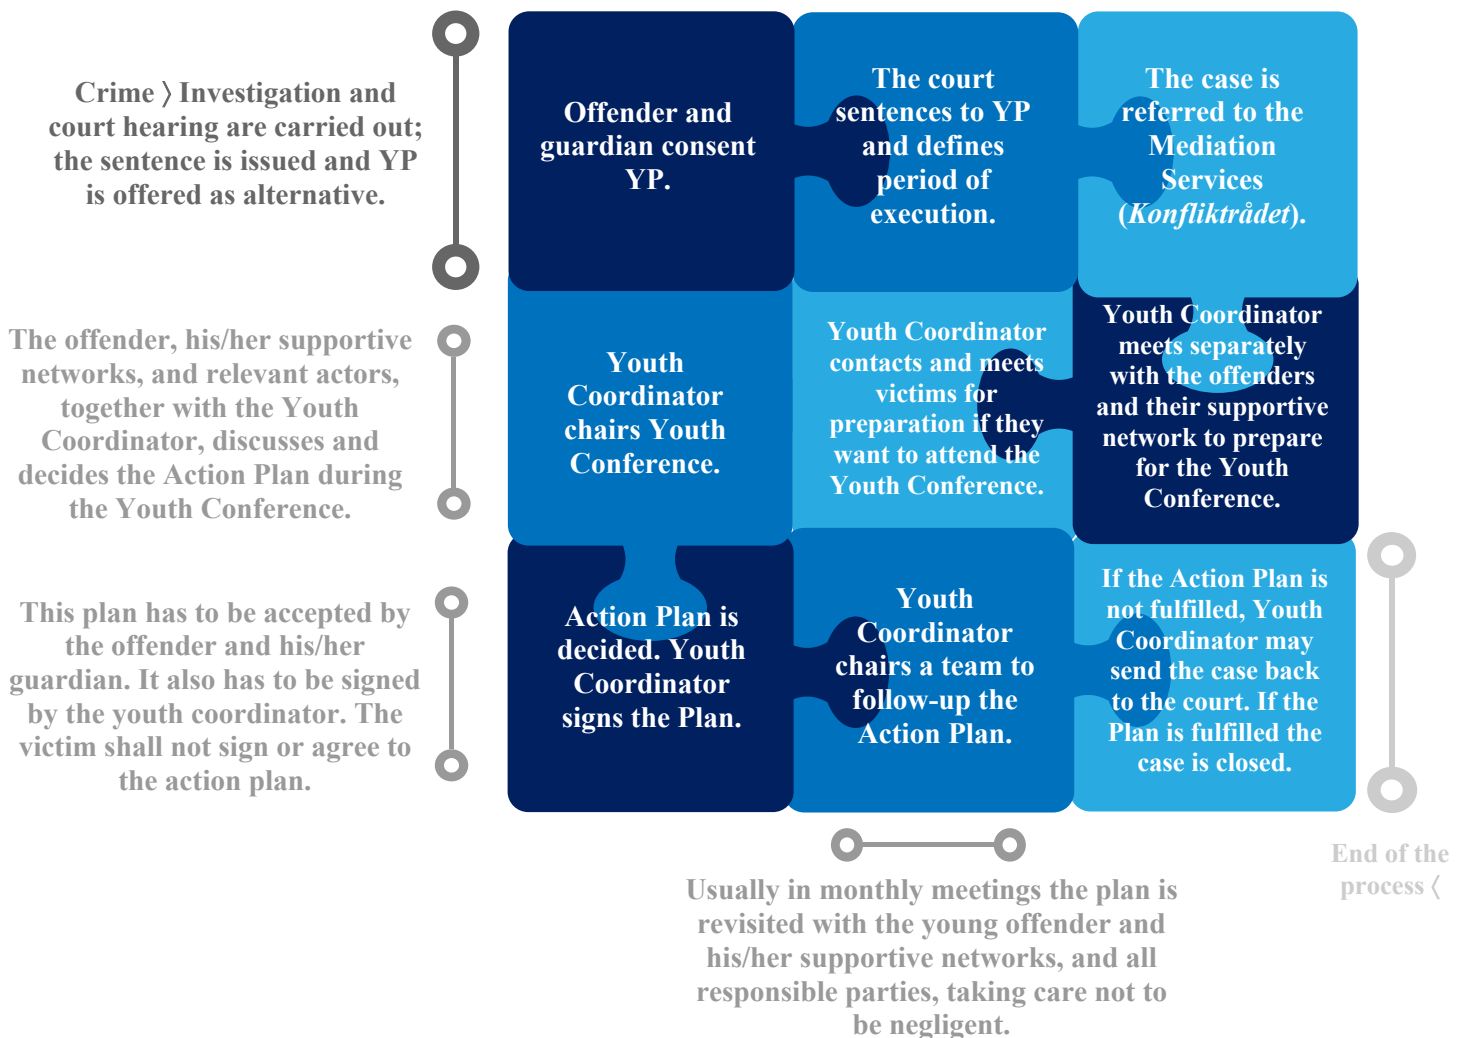 Crime 〉Investigation and
court hearing are carried out;
the sentence is issued and YP
is offered as alternative.
Offender and
guardian consent
YP.
The court
sentences to YP
and defines
period of
execution.
The case is
referred to the
Mediation
Services
(Konfliktrådet).
The offender, his/her supportive
networks, and relevant actors,
together with the Youth
Coordinator, discusses and
decides the Action Plan during
the Youth Conference.
Youth
Coordinator
chairs Youth
Conference.
Youth Coordinator
contacts and meets
victims for
preparation if they
want to attend the
Youth Conference.
Youth Coordinator
meets separately
with the offenders
and their supportive
network to prepare
for the Youth
Conference.
This plan has to be accepted by
the offender and his/her
guardian. It also has to be signed
by the youth coordinator. The
victim shall not sign or agree to
the action plan.
Action Plan is
decided. Youth
Coordinator
signs the Plan.
Youth
Coordinator
chairs a team to
follow-up the
Action Plan.
If the Action Plan is
not fulfilled, Youth
Coordinator may
send the case back
to the court. If the
Plan is fulfilled the
case is closed.
End of the
process 〈
Usually in monthly meetings the plan is
revisited with the young offender and
his/her supportive networks, and all
responsible parties, taking care not to
be negligent.